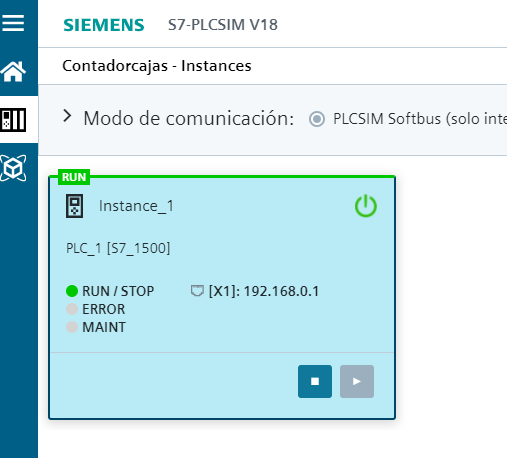 SIEMENS S7-PLCSIM V18
Contadorcajas - Instances
Modo de comunicación: PLCSIM Softbus (solo inte
RUN
Instance_1
PLC_1 [S7_1500]
RUN / STOP [X1]: 192.168.0.1
ERROR
MAINT